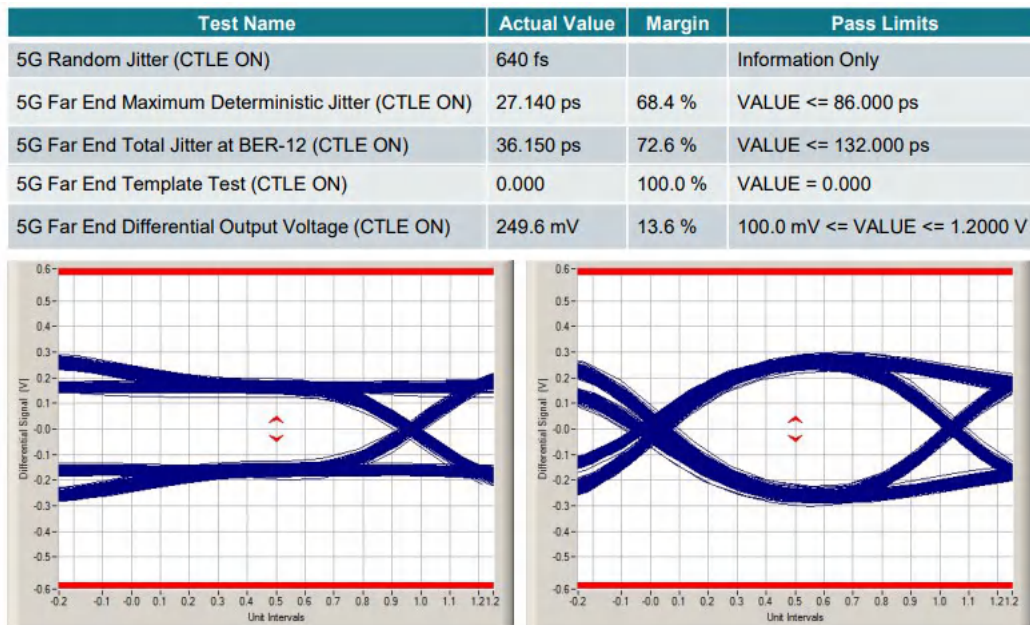 Test Name Actual Value Margin Pass Limits
5G Random Jitter (CTLE ON) 640 fs Information Only
5G Far End Maximum Deterministic Jitter (CTLE ON) 27.140 ps 68.4 % VALUE <= 86.000 ps
5G Far End Total Jitter at BER-12 (CTLE ON) 36.150 ps 72.6 % VALUE <= 132.000 ps
5G Far End Template Test (CTLE ON) 0.000 100.0 % VALUE = 0.000
5G Far End Differential Output Voltage (CTLE ON) 249.6 mV 13.6 % 100.0 mV <= VALUE <= 1.2000 V
Differential Signal [V]
0.6
0.5
0.4
0.3
0.2
0.1
-0.0
-0.1
-0.2
-0.3
-0.4
-0.5
-0.6
-0.2 -0.1 -0.0 0.1 0.2 0.3 0.4 0.5 0.6 0.7 0.8 0.9 1.0 1.1 1.21.2
Unit Intervals
Differential Signal [V]
0.6
0.5
0.4
0.3
0.2
0.1
-0.0
-0.1
-0.2
-0.3
-0.4
-0.5
-0.6
-0.2 -0.1 -0.0 0.1 0.2 0.3 0.4 0.5 0.6 0.7 0.8 0.9 1.0 1.1 1.21.2
Unit Intervals